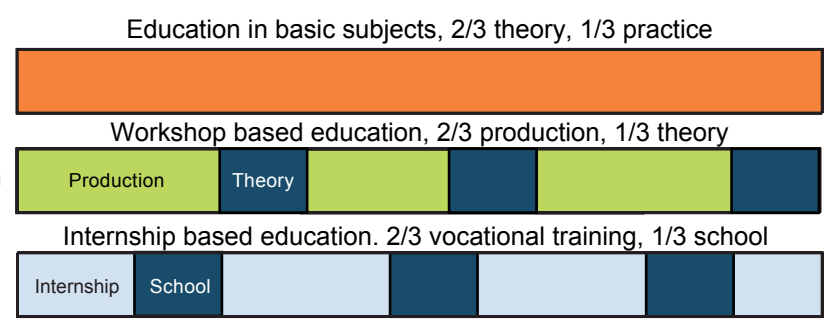 Education in basic subjects, 2/3 theory, 1/3 practice
Workshop based education, 2/3 production, 1/3 theory
Production Theory
Internship based education. 2/3 vocational training, 1/3 school
Internship School